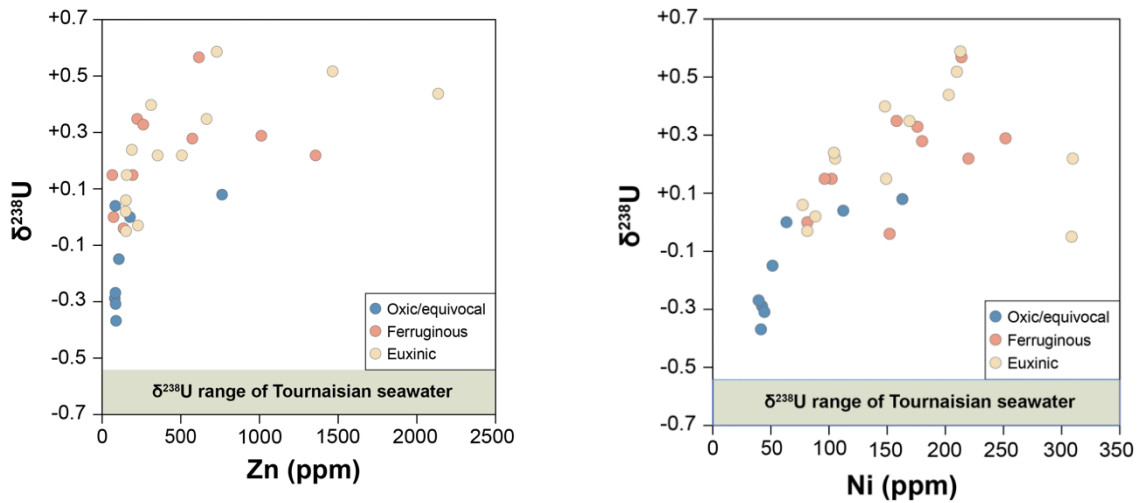 +0.7
+0.5
+0.3
+0.1
-0.1
-0.3
-0.5
-0.7
δ²³⁸U
Oxic/equivocal
Ferruginous
Euxinic
δ²³⁸U range of Tournaisian seawater
0
500
1000
1500
2000
2500
Zn (ppm)
+0.7
+0.5
+0.3
+0.1
-0.1
-0.3
-0.5
-0.7
δ²³⁸U
Oxic/equivocal
Ferruginous
Euxinic
δ²³⁸U range of Tournaisian seawater
0
50
100
150
200
250
300
350
Ni (ppm)